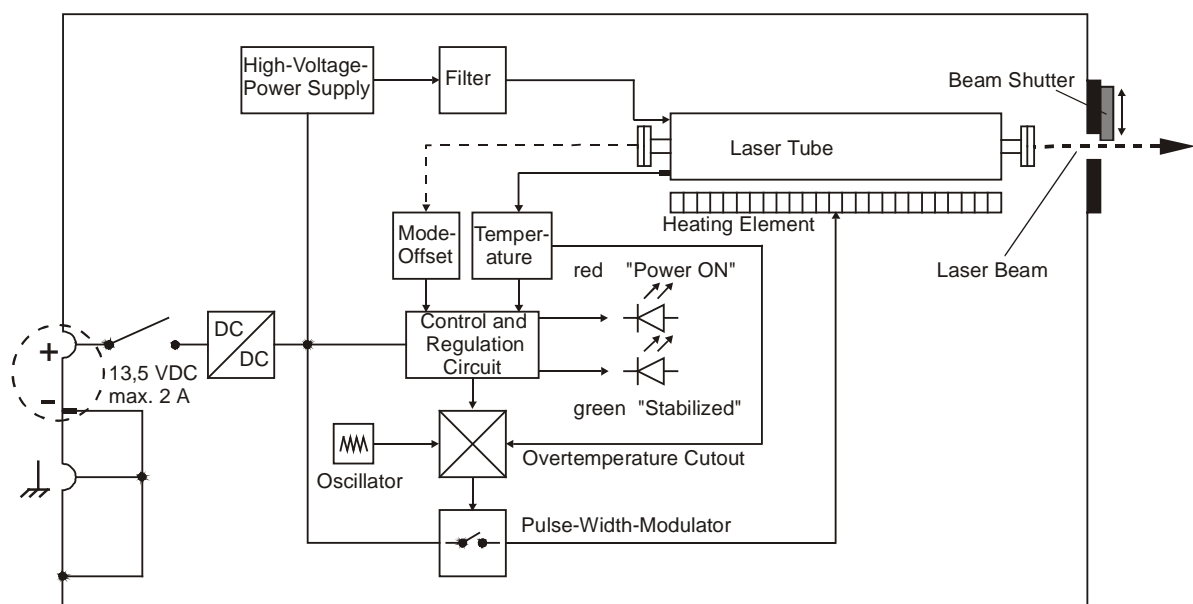 High-Voltage-
Power Supply
Filter
Beam Shutter
Laser Tube
Heating Element
Mode-
Offset
Temper-
ature
red "Power ON"
Laser Beam
DC
DC
Control and
Regulation
Circuit
+
-
13,5 VDC
max. 2 A
green "Stabilized"
Oscillator
Overtemperature Cutout
Pulse-Width-Modulator